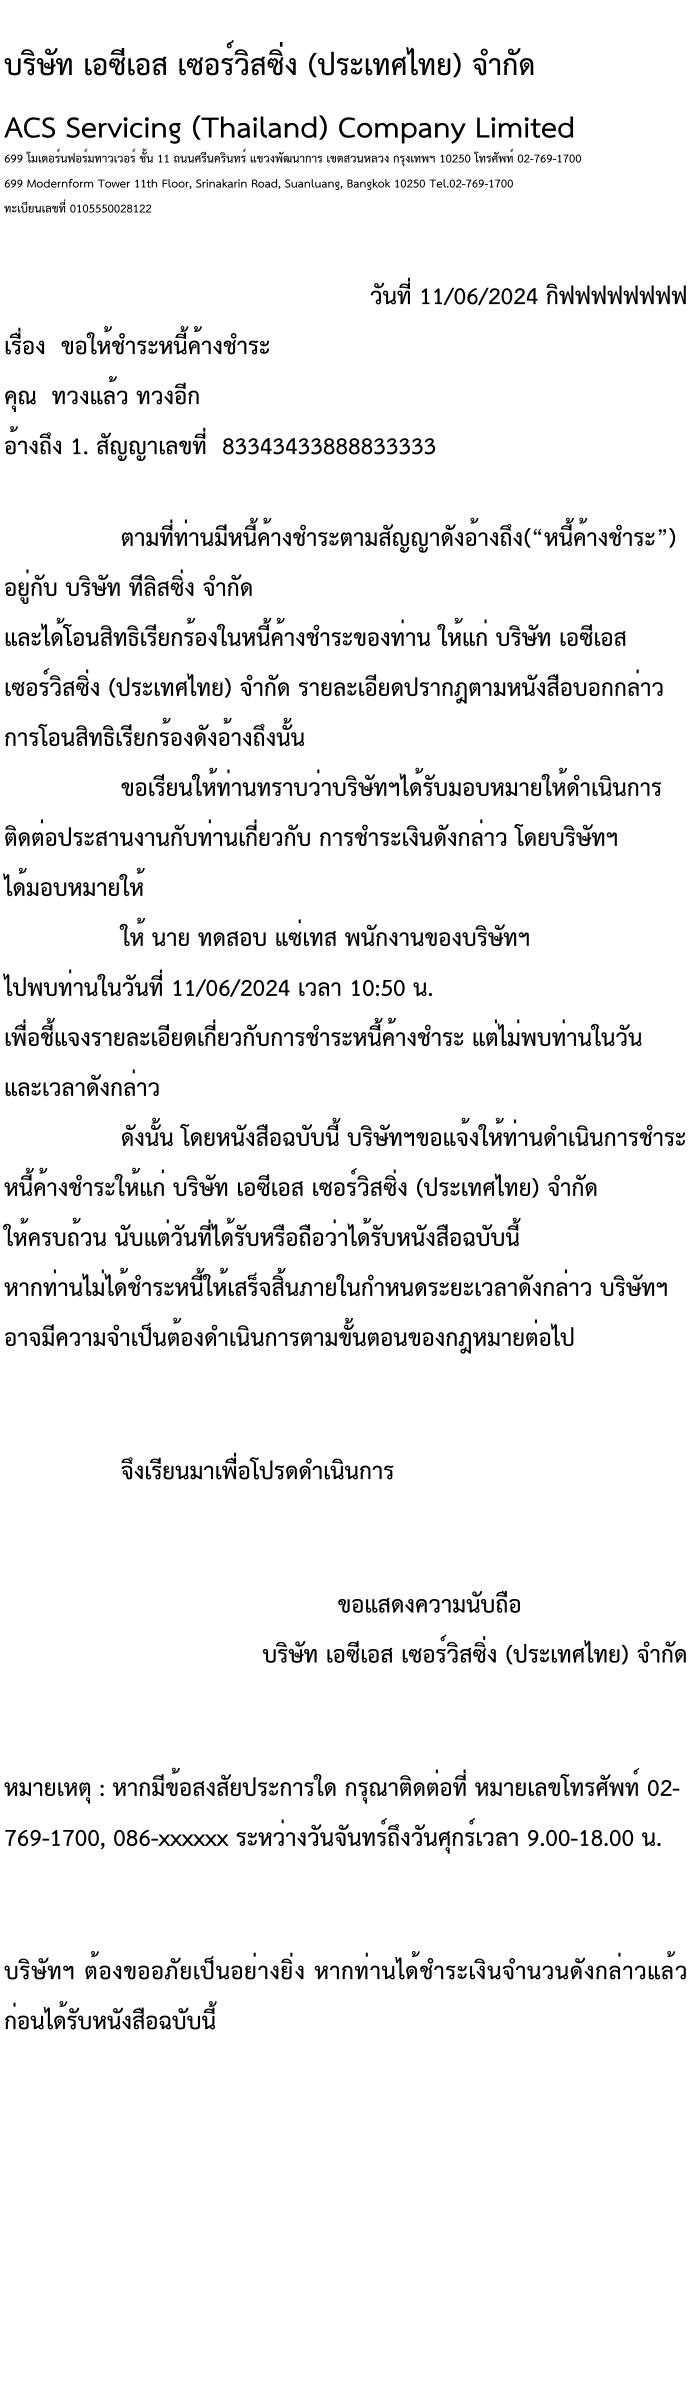 บริษัท เอซีเอส เซอร์วิสซิ่ง (ประเทศไทย) จำกัด
ACS Servicing (Thailand) Company Limited
699 โมเดอร์นฟอร์มทาวเวอร์ ชั้น 11 ถนนศรีนครินทร์ แขวงพัฒนาการ เขตสวนหลวง กรุงเทพฯ 10250 โทรศัพท์ 02-769-1700
699 Modernform Tower 11th Floor, Srinakarin Road, Suanluang, Bangkok 10250 Tel.02-769-1700
ทะเบียนเลขที่ 0105550028122
วันที่ 11/06/2024 กิฟฟฟฟฟฟฟฟ
เรื่อง ขอให้ชำระหนี้ค้างชำระ
คุณ ทวงแล้ว ทวงอีก
อ้างถึง 1. สัญญาเลขที่ 83343433888833333
ตามที่ท่านมีหนี้ค้างชำระตามสัญญาดังอ้างถึง(“หนี้ค้างชำระ”)
อยู่กับ บริษัท ทีลิสซิ่ง จำกัด
และได้โอนสิทธิเรียกร้องในหนี้ค้างชำระของท่าน ให้แก่ บริษัท เอซีเอส
เซอร์วิสซิ่ง (ประเทศไทย) จำกัด รายละเอียดปรากฎตามหนังสือบอกกล่าว
การโอนสิทธิเรียกร้องดังอ้างถึงนั้น
ขอเรียนให้ท่านทราบว่าบริษัทฯได้รับมอบหมายให้ดำเนินการ
ติดต่อประสานงานกับท่านเกี่ยวกับ การชำระเงินดังกล่าว โดยบริษัทฯ
ได้มอบหมายให้
ให้ นาย ทดสอบ แซ่เทส พนักงานของบริษัทฯ
ไปพบท่านในวันที่ 11/06/2024 เวลา 10:50 น.
เพื่อชี้แจงรายละเอียดเกี่ยวกับการชำระหนี้ค้างชำระ แต่ไม่พบท่านในวัน
และเวลาดังกล่าว
ดังนั้น โดยหนังสือฉบับนี้ บริษัทฯขอแจ้งให้ท่านดำเนินการชำระ
หนี้ค้างชำระให้แก่ บริษัท เอซีเอส เซอร์วิสซิ่ง (ประเทศไทย) จำกัด
ให้ครบถ้วน นับแต่วันที่ได้รับหรือถือว่าได้รับหนังสือฉบับนี้
หากท่านไม่ได้ชำระหนี้ให้เสร็จสิ้นภายในกำหนดระยะเวลาดังกล่าว บริษัทฯ
อาจมีความจำเป็นต้องดำเนินการตามขั้นตอนของกฎหมายต่อไป
จึงเรียนมาเพื่อโปรดดำเนินการ
ขอแสดงความนับถือ
บริษัท เอซีเอส เซอร์วิสซิ่ง (ประเทศไทย) จำกัด
หมายเหตุ : หากมีข้อสงสัยประการใด กรุณาติดต่อที่ หมายเลขโทรศัพท์ 02-
769-1700, 086-xxxxxx ระหว่างวันจันทร์ถึงวันศุกร์เวลา 9.00-18.00 น.
บริษัทฯ ต้องขออภัยเป็นอย่างยิ่ง หากท่านได้ชำระเงินจำนวนดังกล่าวแล้ว
ก่อนได้รับหนังสือฉบับนี้